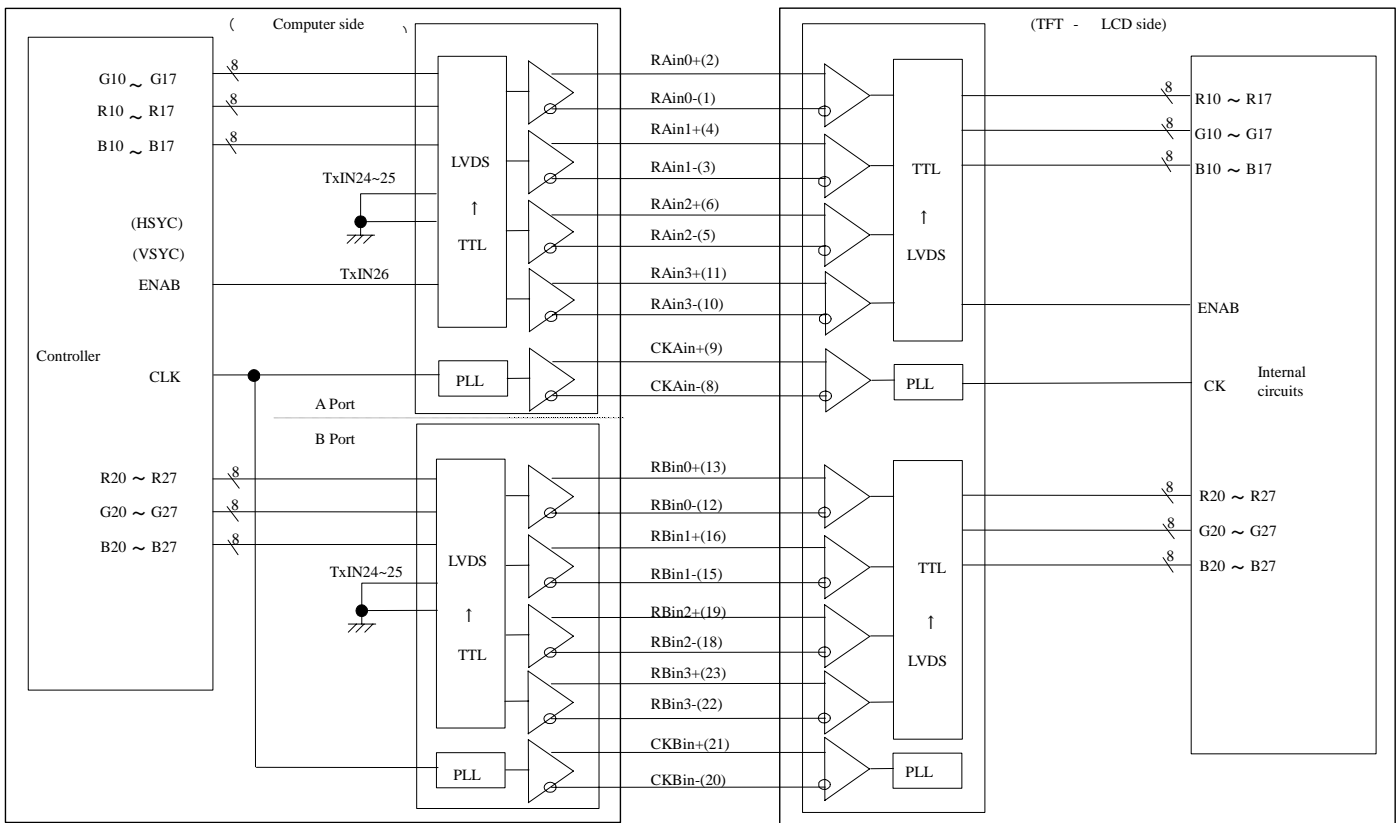 ( Computer side )
G10 ~ G17
8
R10 ~ R17
8
B10 ~ B17
8
TxIN24~25
(HSYC)
(VSYC)
ENAB
TxIN26
Controller
CLK
LVDS
↑
TTL
PLL
A Port
B Port
R20 ~ R27
8
G20 ~ G27
8
B20 ~ B27
8
TxIN24~25
LVDS
↑
TTL
PLL
RAin0+(2)
RAin0-(1)
RAin1+(4)
RAin1-(3)
RAin2+(6)
RAin2-(5)
RAin3+(11)
RAin3-(10)
CKAin+(9)
CKAin-(8)
RBin0+(13)
RBin0-(12)
RBin1+(16)
RBin1-(15)
RBin2+(19)
RBin2-(18)
RBin3+(23)
RBin3-(22)
CKBin+(21)
CKBin-(20)
(TFT - LCD side)
TTL
↑
LVDS
PLL
8
R10 ~ R17
8
G10 ~ G17
8
B10 ~ B17
ENAB
CK
Internal
circuits
TTL
↑
LVDS
PLL
8
R20 ~ R27
8
G20 ~ G27
8
B20 ~ B27